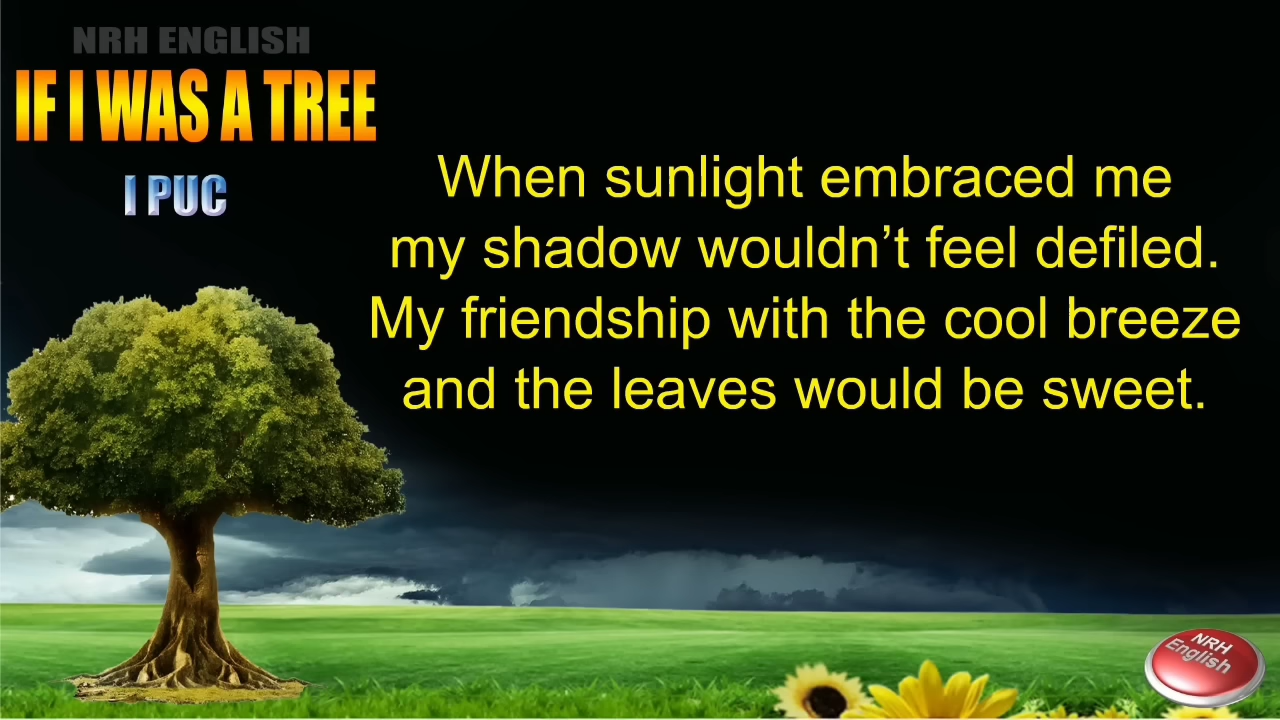 NRH ENGLISH
IF I WAS A TREE
I PUC
When sunlight embraced me
my shadow wouldn’t feel defiled.
My friendship with the cool breeze
and the leaves would be sweet.
NRH
English